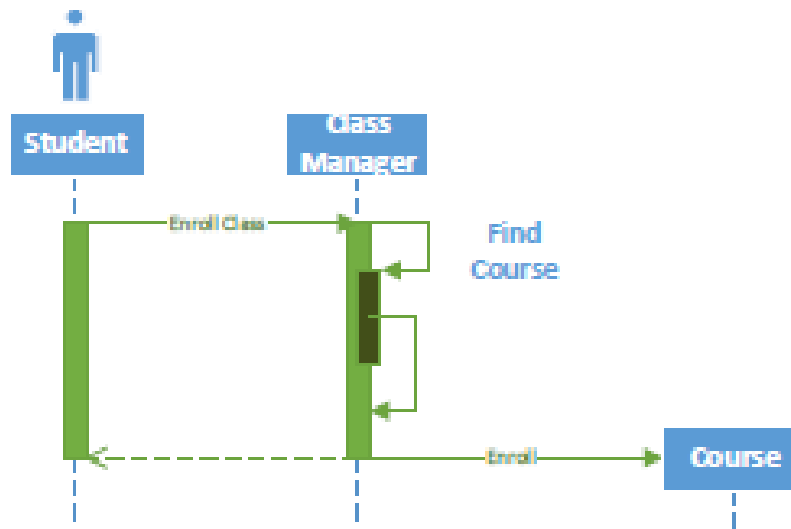 Student
Class
Manager
Enroll Class
Find
Course
Enroll
Course